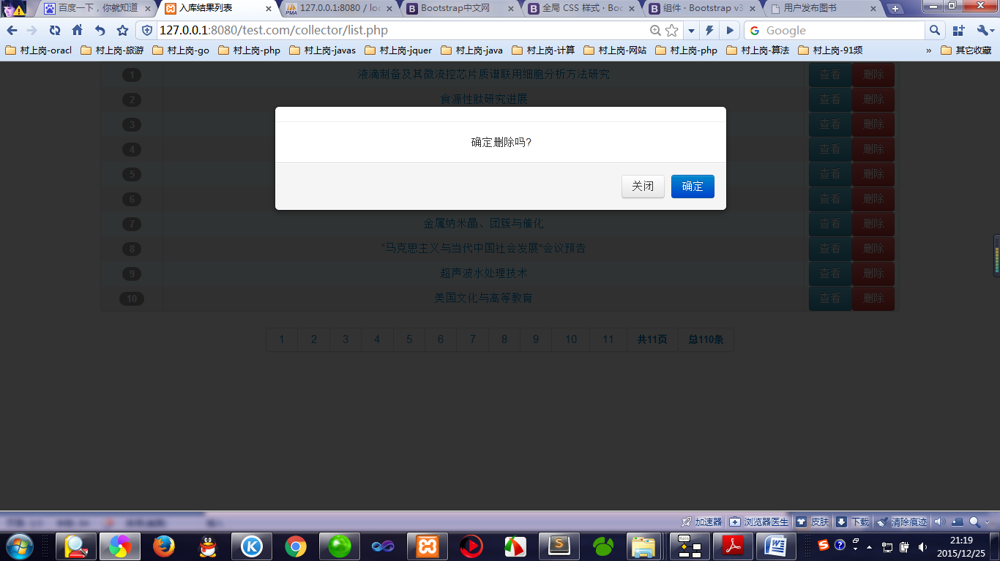 百度一下，你就知道
入库结果列表
127.0.0.1:8080 / loc
Bootstrap中文网
全局 CSS 样式 · Boo
组件 · Bootstrap v3
用户发布图书
127.0.0.1:8080/test.com/collector/list.php
Google
村上岗-oracl 村上岗-旅游 村上岗-go 村上岗-php 村上岗-javas 村上岗-jquer 村上岗-java 村上岗-计算 村上岗-网站 村上岗-php 村上岗-算法 村上岗-91频 » 其它收藏
1 液滴制备及其微流控芯片质谱联用细胞分析方法研究 查看 删除
2 食源性肽研究进展 查看 删除
3 查看 删除
确定删除吗?
4 查看 删除
5 查看 删除
关闭 确定
6 查看 删除
7 金属纳米晶、团簇与催化 查看 删除
8 “马克思主义与当代中国社会发展”会议预告 查看 删除
9 超声波水处理技术 查看 删除
10 美国文化与高等教育 查看 删除
1 2 3 4 5 6 7 8 9 10 11 共11页 总110条
加速器 浏览器医生 皮肤 下载 清除痕迹
21:19
2015/12/25